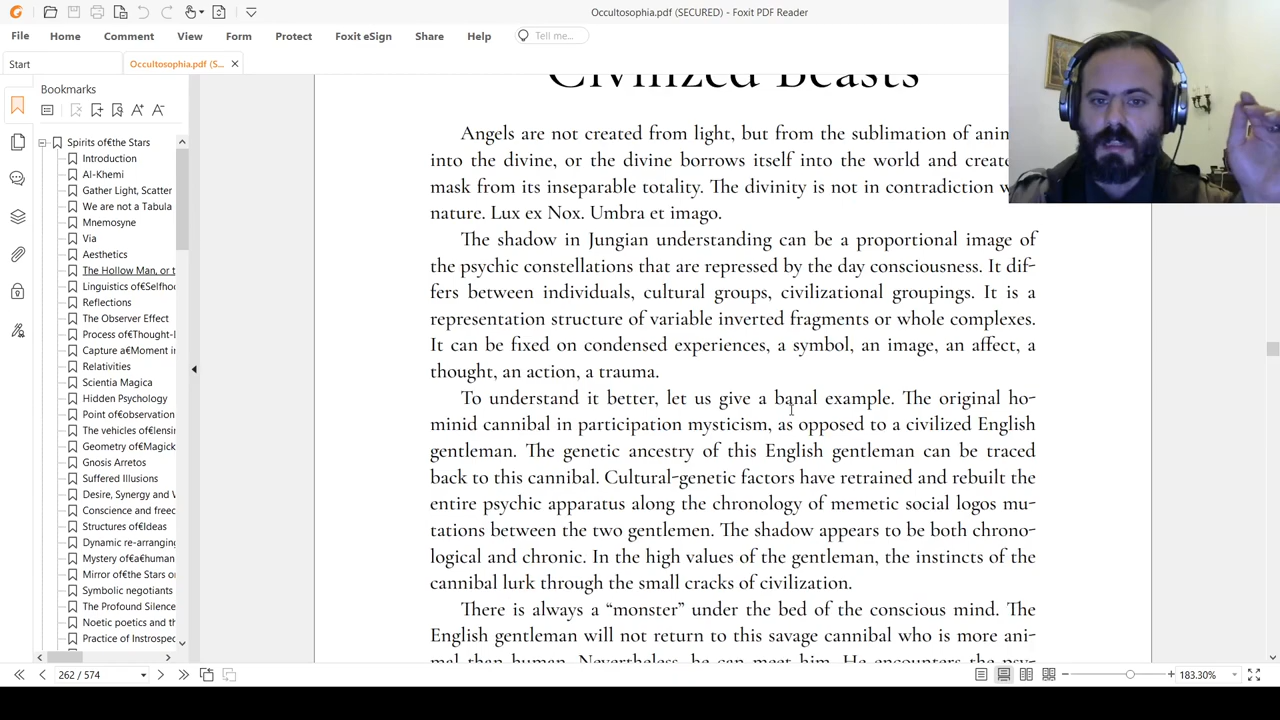 Occultosophia.pdf (SECURED) - Foxit PDF Reader
File Home Comment View Form Protect Foxit eSign Share Help Tell me...
Start Occultosophia.pdf (S...
Bookmarks
Spirits of€the Stars
Introduction
Al-Khemi
Gather Light, Scatter
We are not a Tabula
Mnemosyne
Via
Aesthetics
The Hollow Man, or t
Linguistics of€Selfhoo
Reflections
The Observer Effect
Process of€Thought-I
Capture a€Moment in
Relativities
Scientia Magica
Hidden Psychology
Point of€observation
The vehicles of€lensin
Geometry of€Magick
Gnosis Arretos
Suffered Illusions
Desire, Synergy and V
Conscience and freec
Structures of€Ideas
Dynamic re-arranging
Mystery of€a€human
Mirror of€the Stars or
Symbolic negotiants
The Profound Silence
Noetic poetics and th
Practice of Introspec
Civilized Beasts
Angels are not created from light, but from the sublimation of anim
into the divine, or the divine borrows itself into the world and create
mask from its inseparable totality. The divinity is not in contradiction w
nature. Lux ex Nox. Umbra et imago.
The shadow in Jungian understanding can be a proportional image of
the psychic constellations that are repressed by the day consciousness. It dif-
fers between individuals, cultural groups, civilizational groupings. It is a
representation structure of variable inverted fragments or whole complexes.
It can be fixed on condensed experiences, a symbol, an image, an affect, a
thought, an action, a trauma.
To understand it better, let us give a banal example. The original ho-
minid cannibal in participation mysticism, as opposed to a civilized English
gentleman. The genetic ancestry of this English gentleman can be traced
back to this cannibal. Cultural-genetic factors have retrained and rebuilt the
entire psychic apparatus along the chronology of memetic social logos mu-
tations between the two gentlemen. The shadow appears to be both chrono-
logical and chronic. In the high values of the gentleman, the instincts of the
cannibal lurk through the small cracks of civilization.
There is always a “monster” under the bed of the conscious mind. The
English gentleman will not return to this savage cannibal who is more ani-
mal than human. Nevertheless, he can meet him. He encounters the psy-
262 / 574
183.30%